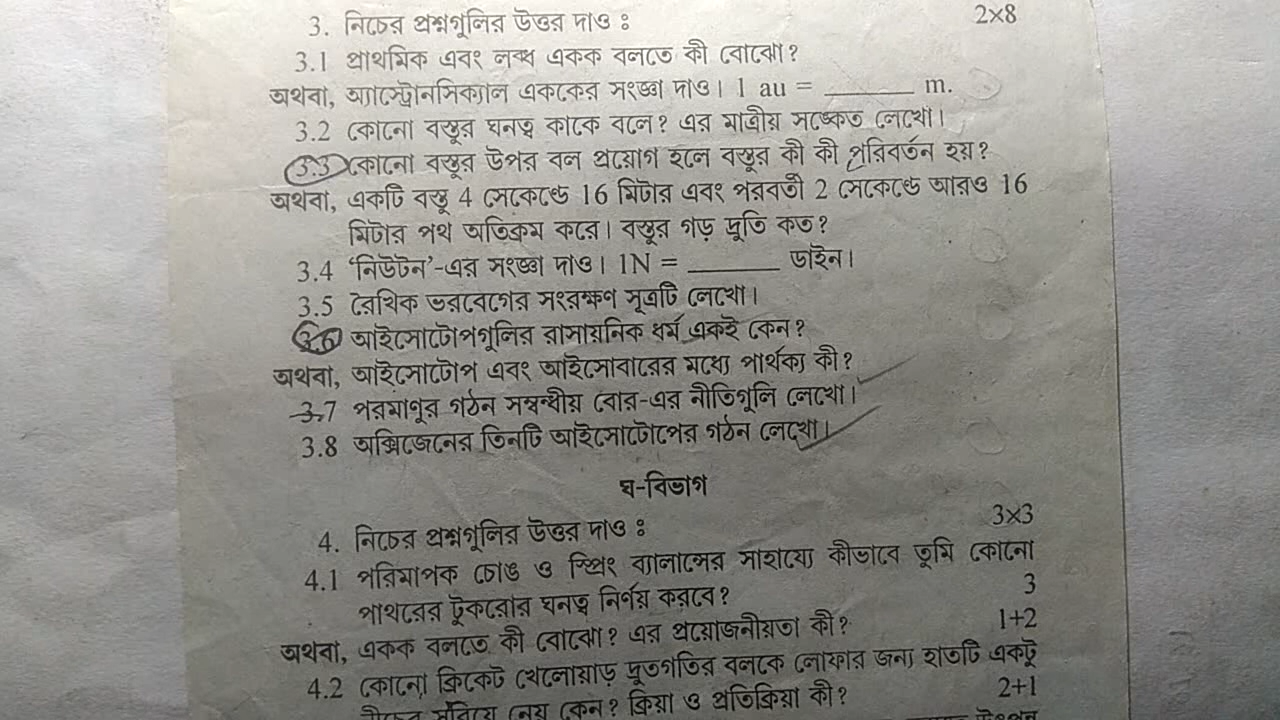 3. নিচের প্রশ্নগুলির উত্তর দাও ঃ 2×8
3.1 প্রাথমিক এবং লব্ধ একক বলতে কী বোঝো?
অথবা, অ্যাস্ট্রোনমিক্যাল এককের সংজ্ঞা দাও। 1 au = ______ m.
3.2 কোনো বস্তুর ঘনত্ব কাকে বলে? এর মাত্রীয় সঙ্কেত লেখো।
3.3 কোনো বস্তুর উপর বল প্রয়োগ হলে বস্তুর কী কী পরিবর্তন হয়?
অথবা, একটি বস্তু 4 সেকেন্ডে 16 মিটার এবং পরবর্তী 2 সেকেন্ডে আরও 16
মিটার পথ অতিক্রম করে। বস্তুর গড় দ্রুতি কত?
3.4 ‘নিউটন’-এর সংজ্ঞা দাও। 1N = ______ ডাইন।
3.5 রৈখিক ভরবেগের সংরক্ষণ সূত্রটি লেখো।
3.6 আইসোটোপগুলির রাসায়নিক ধর্ম একই কেন?
অথবা, আইসোটোপ এবং আইসোবারের মধ্যে পার্থক্য কী?
3.7 পরমাণুর গঠন সম্বন্ধীয় বোর-এর নীতিগুলি লেখো।
3.8 অক্সিজেনের তিনটি আইসোটোপের গঠন লেখো।
ঘ-বিভাগ
4. নিচের প্রশ্নগুলির উত্তর দাও ঃ 3×3
4.1 পরিমাপক চোঙ ও স্প্রিং ব্যালান্সের সাহায্যে কীভাবে তুমি কোনো
পাথরের টুকরোর ঘনত্ব নির্ণয় করবে? 3
অথবা, একক বলতে কী বোঝো? এর প্রয়োজনীয়তা কী? 1+2
4.2 কোনো ক্রিকেট খেলোয়াড় দ্রুতগতির বলকে লোফার জন্য হাতটি একটু
পীছের সরিয়ে নেয় কেন? ক্রিয়া ও প্রতিক্রিয়া কী? 2+1